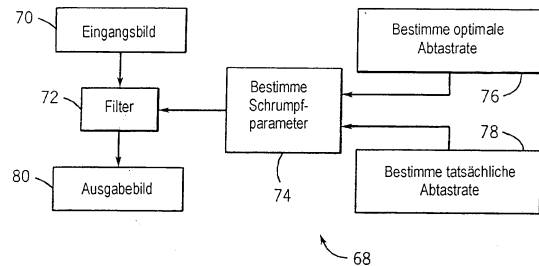 70
Eingangsbild
72
Filter
80
Ausgabebild
Bestimme
Schrumpf-
parameter
74
Bestimme optimale
Abtastrate
76
78
Bestimme tatsächliche
Abtastrate
68